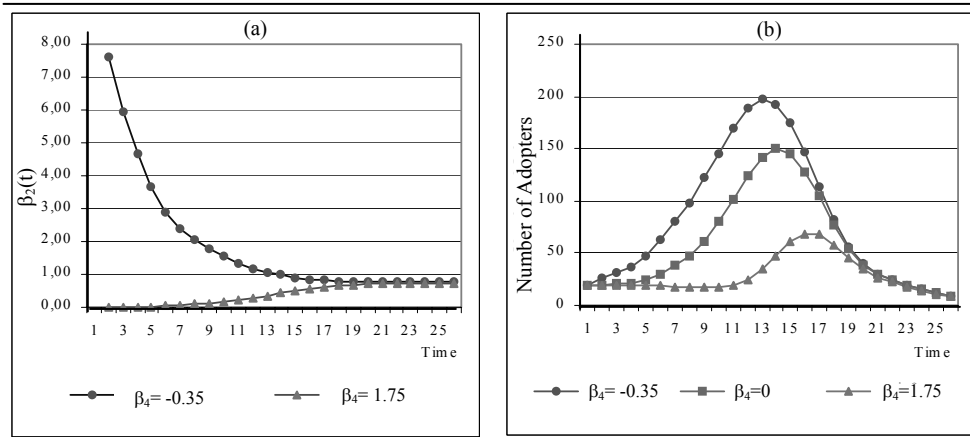 (a)
8,00
7,00
6,00
5,00
4,00
3,00
2,00
1,00
0,00
β₂(t)
1 3 5 7 9 11 13 15 17 19 21 23 25
Time
β₄= -0.35 β₄= 1.75
(b)
250
200
150
100
50
0
Number of Adopters
1 3 5 7 9 11 13 15 17 19 21 23 25
Time
β₄= -0.35 β₄=0 β₄=1.75